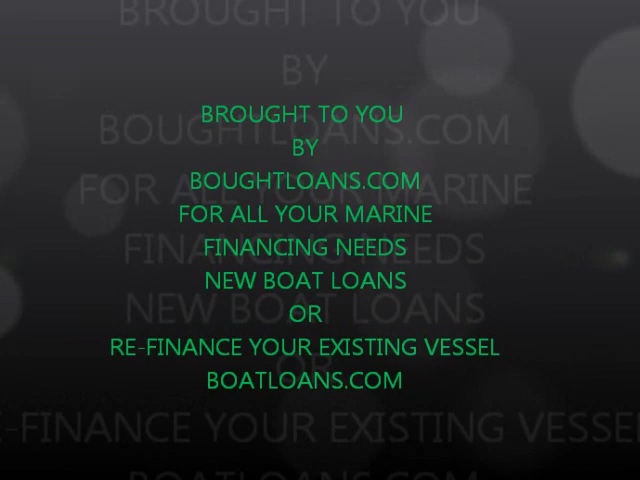 BROUGHT TO YOU
BY
BOUGHTLOANS.COM
FOR ALL YOUR MARINE
FINANCING NEEDS
NEW BOAT LOANS
OR
RE-FINANCE YOUR EXISTING VESSEL
BOATLOANS.COM